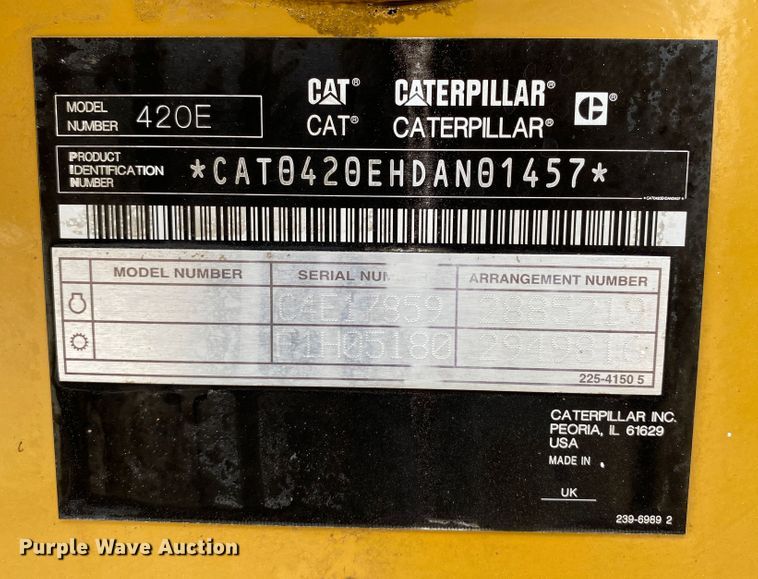 MODEL NUMBER 420E
CAT® CATERPILLAR® ®
CAT® CATERPILLAR®
PRODUCT IDENTIFICATION NUMBER *CAT0420EHDAN01457*
MODEL NUMBER SERIAL NUM ARRANGEMENT NUMBER
225-4150 5
CATERPILLAR INC.
PEORIA, IL 61629
USA
MADE IN
UK
239-6989 2
Purple Wave Auction